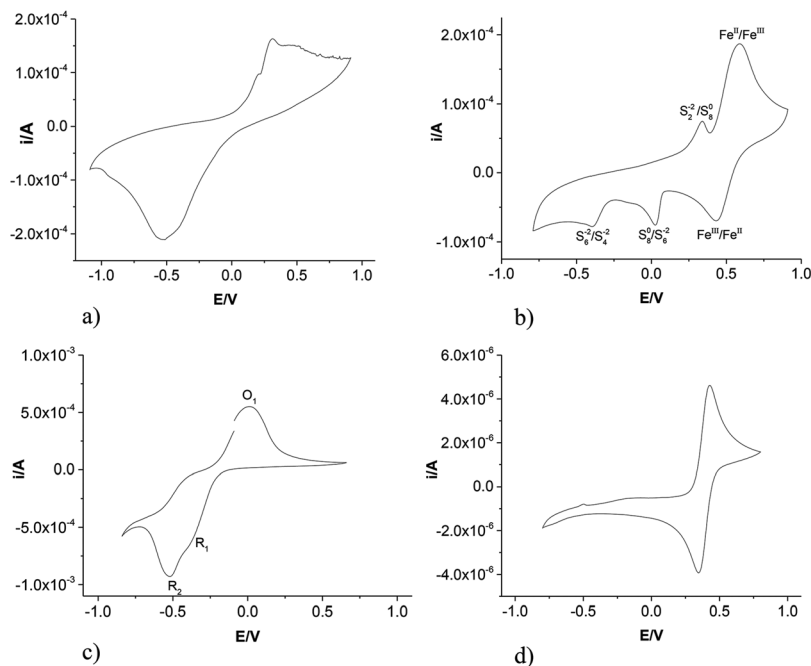 2.0x10⁻⁴
1.0x10⁻⁴
0.0
-1.0x10⁻⁴
-2.0x10⁻⁴
i/A
-1.0 -0.5 0.0 0.5 1.0
E/V
a)
2.0x10⁻⁴
1.0x10⁻⁴
0.0
-1.0x10⁻⁴
i/A
Feᴵᴵ/Feᴵᴵᴵ
S₂⁻²/S₈⁰
S₆⁻²/S₄⁻²
S₈⁰/S₆⁻²
Feᴵᴵᴵ/Feᴵᴵ
-1.0 -0.5 0.0 0.5 1.0
E/V
b)
1.0x10⁻³
5.0x10⁻⁴
0.0
-5.0x10⁻⁴
-1.0x10⁻³
i/A
O₁
R₁
R₂
-1.0 -0.5 0.0 0.5 1.0
E/V
c)
6.0x10⁻⁶
4.0x10⁻⁶
2.0x10⁻⁶
0.0
-2.0x10⁻⁶
-4.0x10⁻⁶
i/A
-1.0 -0.5 0.0 0.5 1.0
E/V
d)